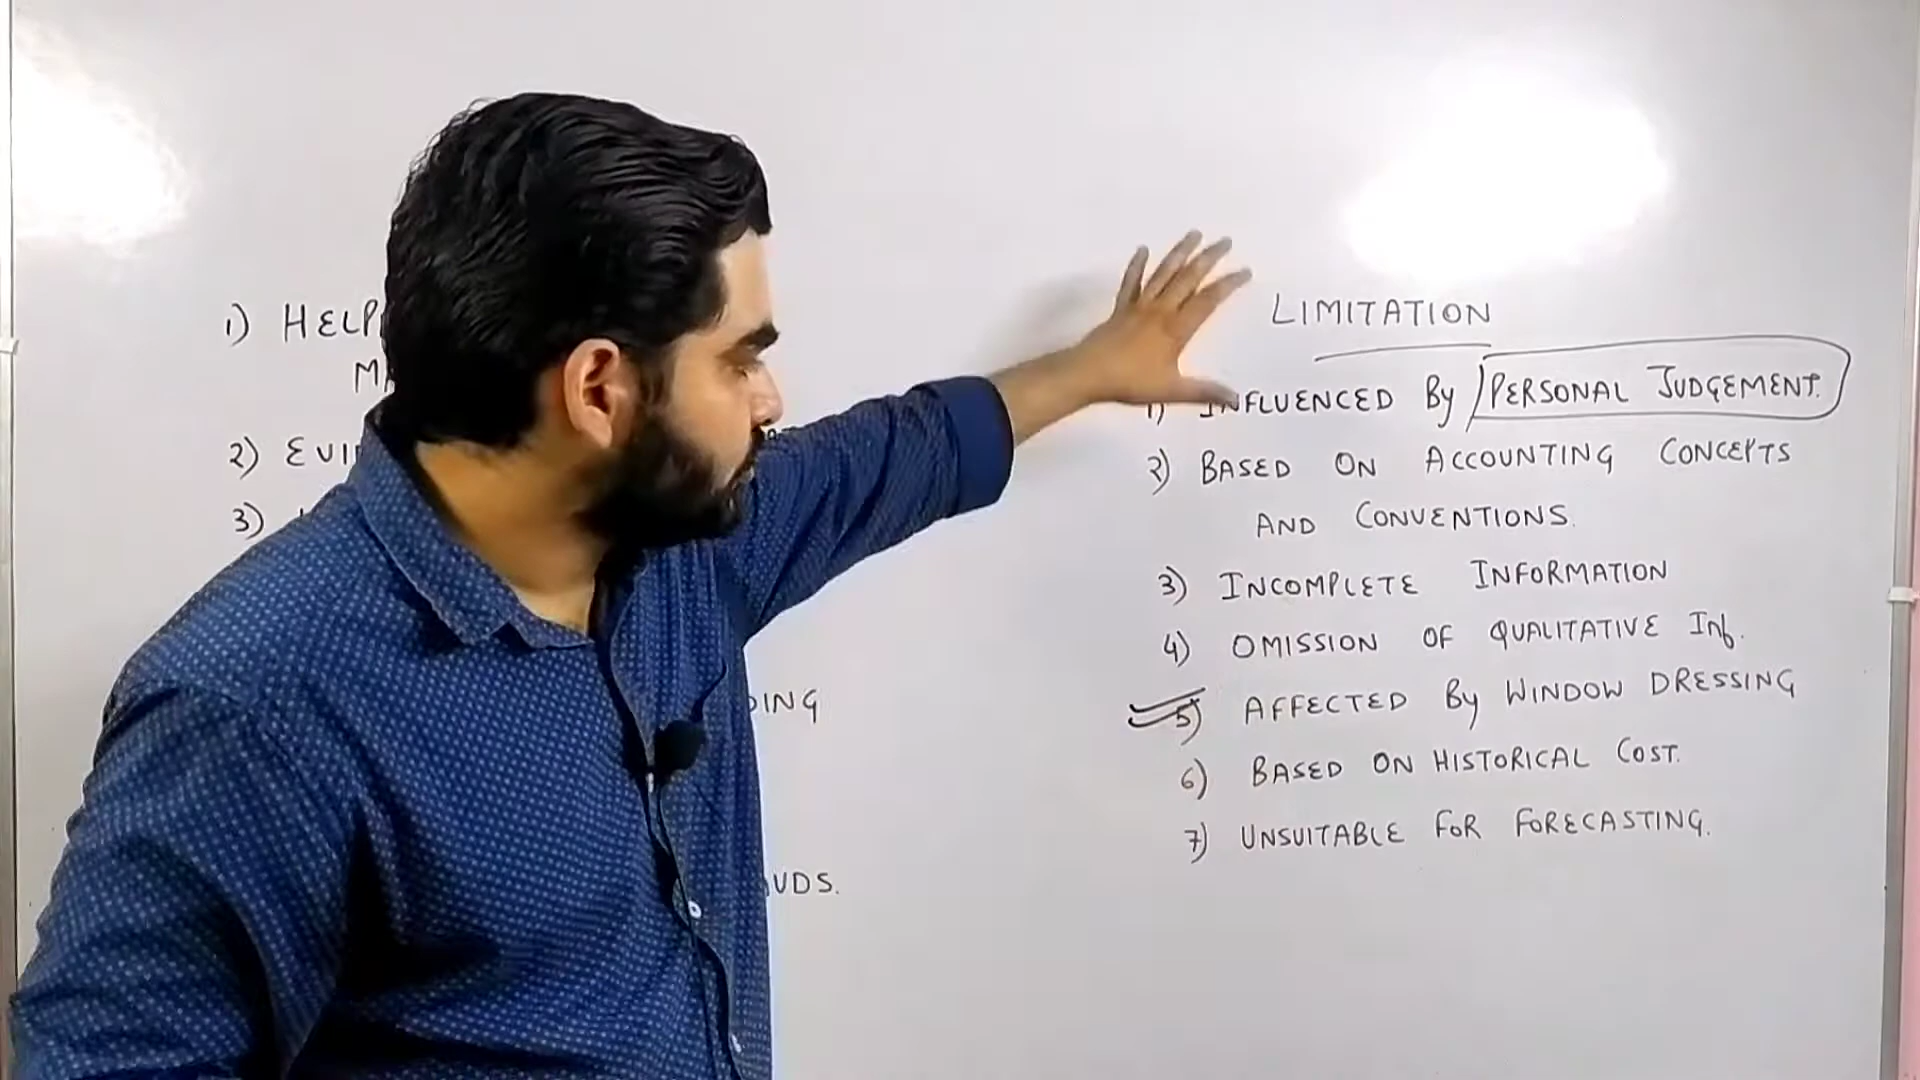 1) HELP
2) EVI
3)
DING
UDS.
LIMITATION
1) INFLUENCED By PERSONAL JUDGEMENT.
2) BASED ON ACCOUNTING CONCEPTS
AND CONVENTIONS.
3) INCOMPLETE INFORMATION
4) OMISSION OF QUALITATIVE Inf.
5) AFFECTED By WINDOW DRESSING
6) BASED ON HISTORICAL COST.
7) UNSUITABLE FOR FORECASTING.